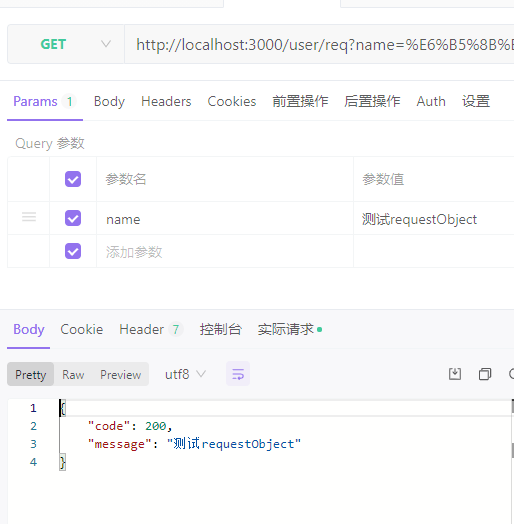 GET http://localhost:3000/user/req?name=%E6%B5%8B%E
Params 1 Body Headers Cookies 前置操作 后置操作 Auth 设置
Query 参数
参数名 参数值
name 测试requestObject
添加参数
Body Cookie Header 7 控制台 实际请求
Pretty Raw Preview utf8
1 {
2 "code": 200,
3 "message": "测试requestObject"
4 }